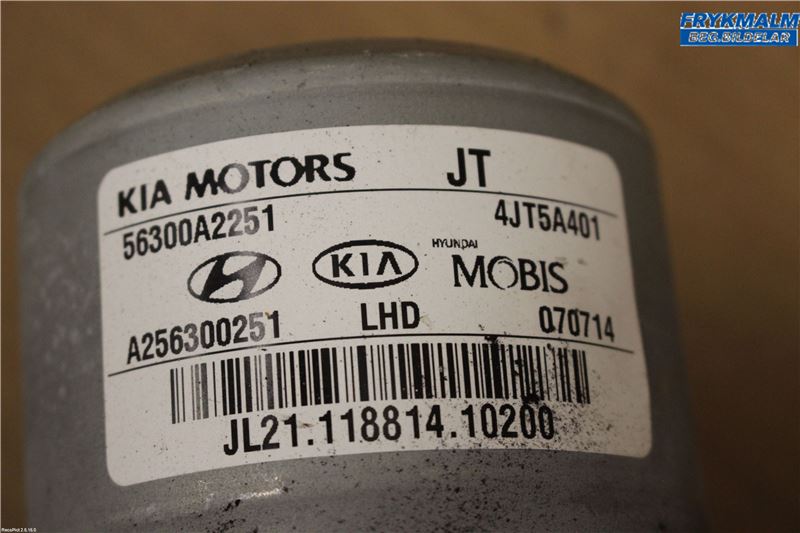 FRYKMALM
BEG.BILDELAR
KIA MOTORS JT
56300A2251 4JT5A401
KIA HYUNDAI MOBIS
A256300251 LHD 070714
JL21.118814.10200